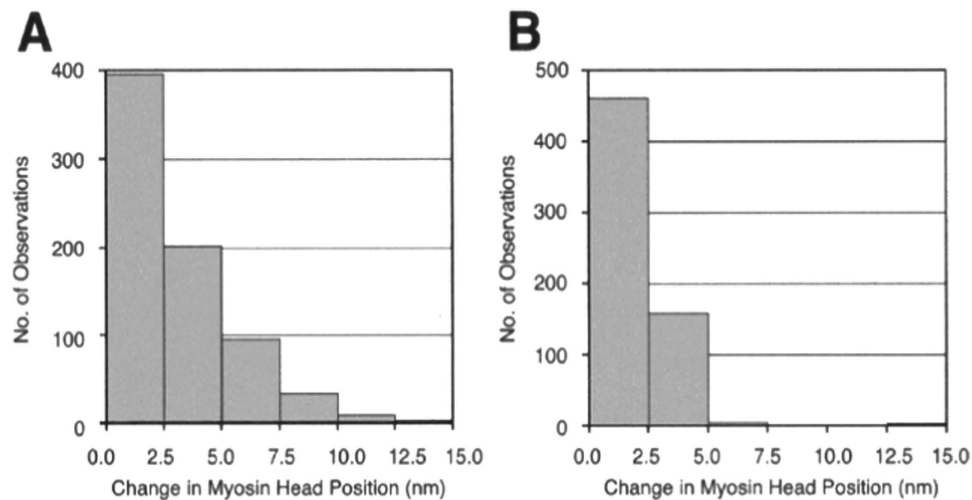 A
400
300
200
100
0
No. of Observations
0.0 2.5 5.0 7.5 10.0 12.5 15.0
Change in Myosin Head Position (nm)
B
500
400
300
200
100
0
No. of Observations
0.0 2.5 5.0 7.5 10.0 12.5 15.0
Change in Myosin Head Position (nm)